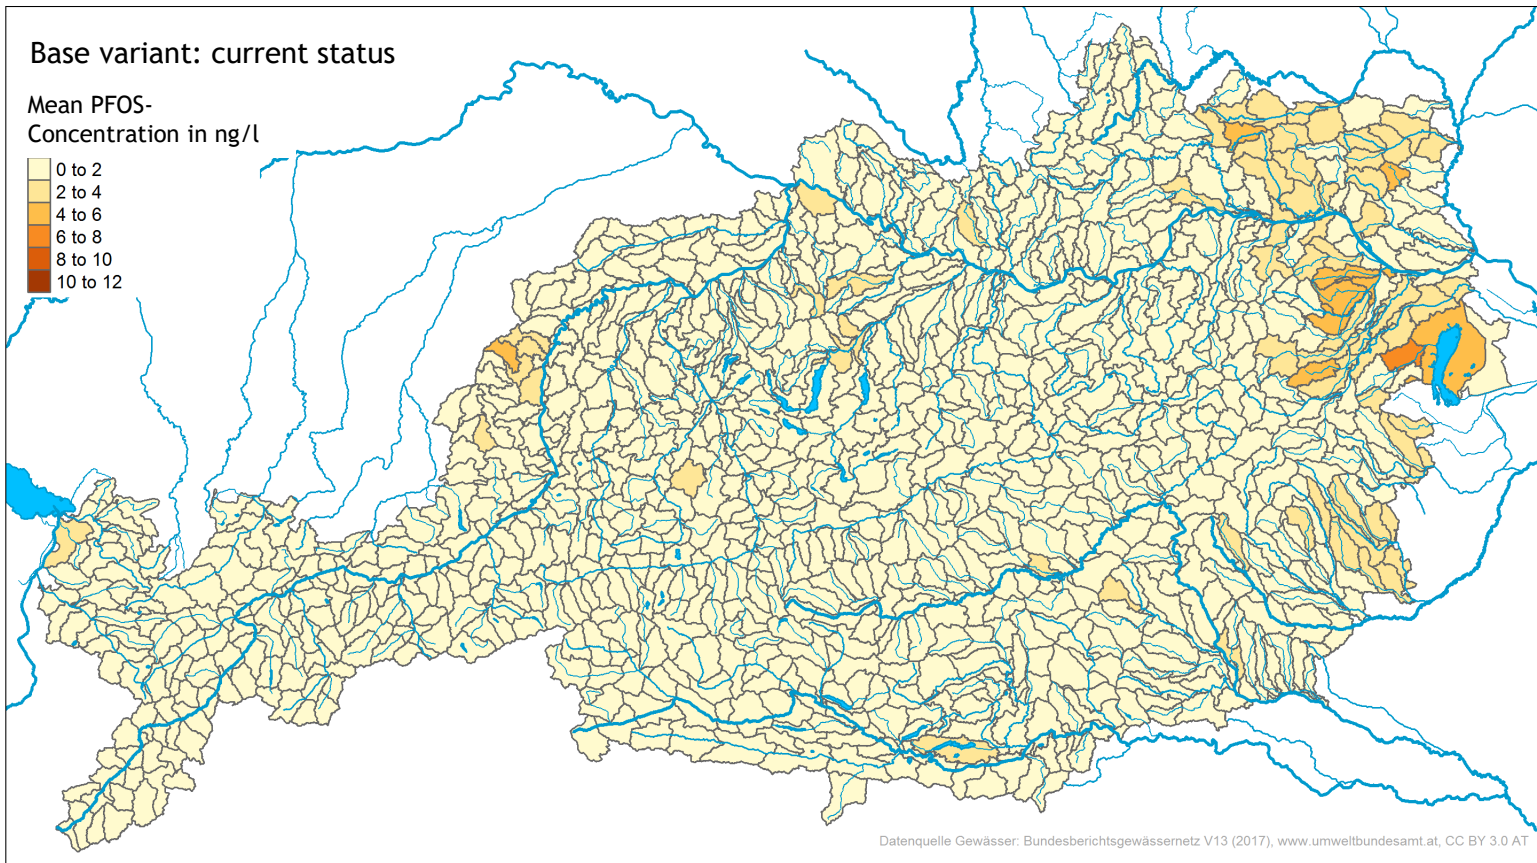 Base variant: current status
Mean PFOS-
Concentration in ng/l
0 to 2
2 to 4
4 to 6
6 to 8
8 to 10
10 to 12
Datenquelle Gewässer: Bundesberichtsgewässernetz V13 (2017), www.umweltbundesamt.at, CC BY 3.0 AT